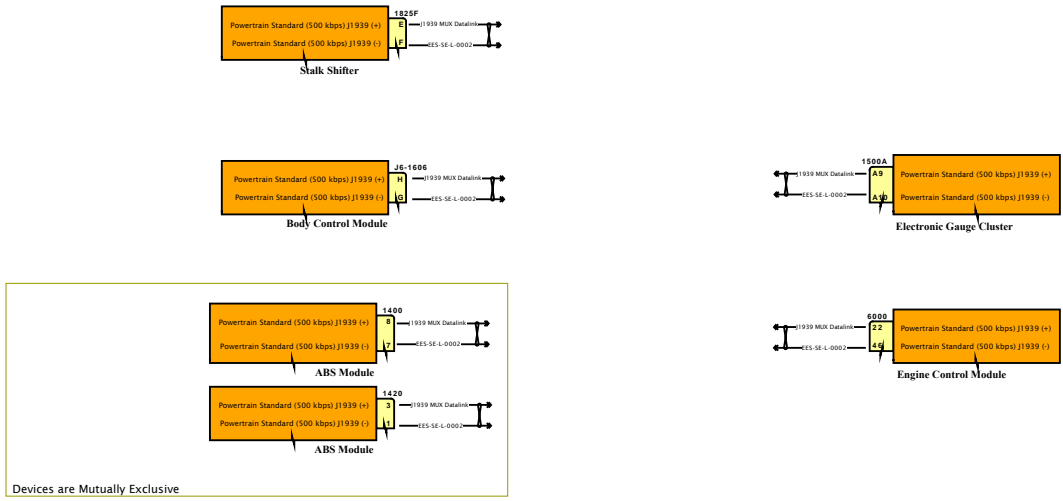 1825F
Powertrain Standard (500 kbps) J1939 (+) E J1939 MUX Datalink
Powertrain Standard (500 kbps) J1939 (-) F EES-SE-L-0002
Stalk Shifter
J6-1606
Powertrain Standard (500 kbps) J1939 (+) H J1939 MUX Datalink
Powertrain Standard (500 kbps) J1939 (-) G EES-SE-L-0002
Body Control Module
1500A
J1939 MUX Datalink A9 Powertrain Standard (500 kbps) J1939 (+)
EES-SE-L-0002 A10 Powertrain Standard (500 kbps) J1939 (-)
Electronic Gauge Cluster
1400
Powertrain Standard (500 kbps) J1939 (+) 8 J1939 MUX Datalink
Powertrain Standard (500 kbps) J1939 (-) 7 EES-SE-L-0002
ABS Module
6000
J1939 MUX Datalink 22 Powertrain Standard (500 kbps) J1939 (+)
EES-SE-L-0002 46 Powertrain Standard (500 kbps) J1939 (-)
Engine Control Module
1420
Powertrain Standard (500 kbps) J1939 (+) 3 J1939 MUX Datalink
Powertrain Standard (500 kbps) J1939 (-) 1 EES-SE-L-0002
ABS Module
Devices are Mutually Exclusive